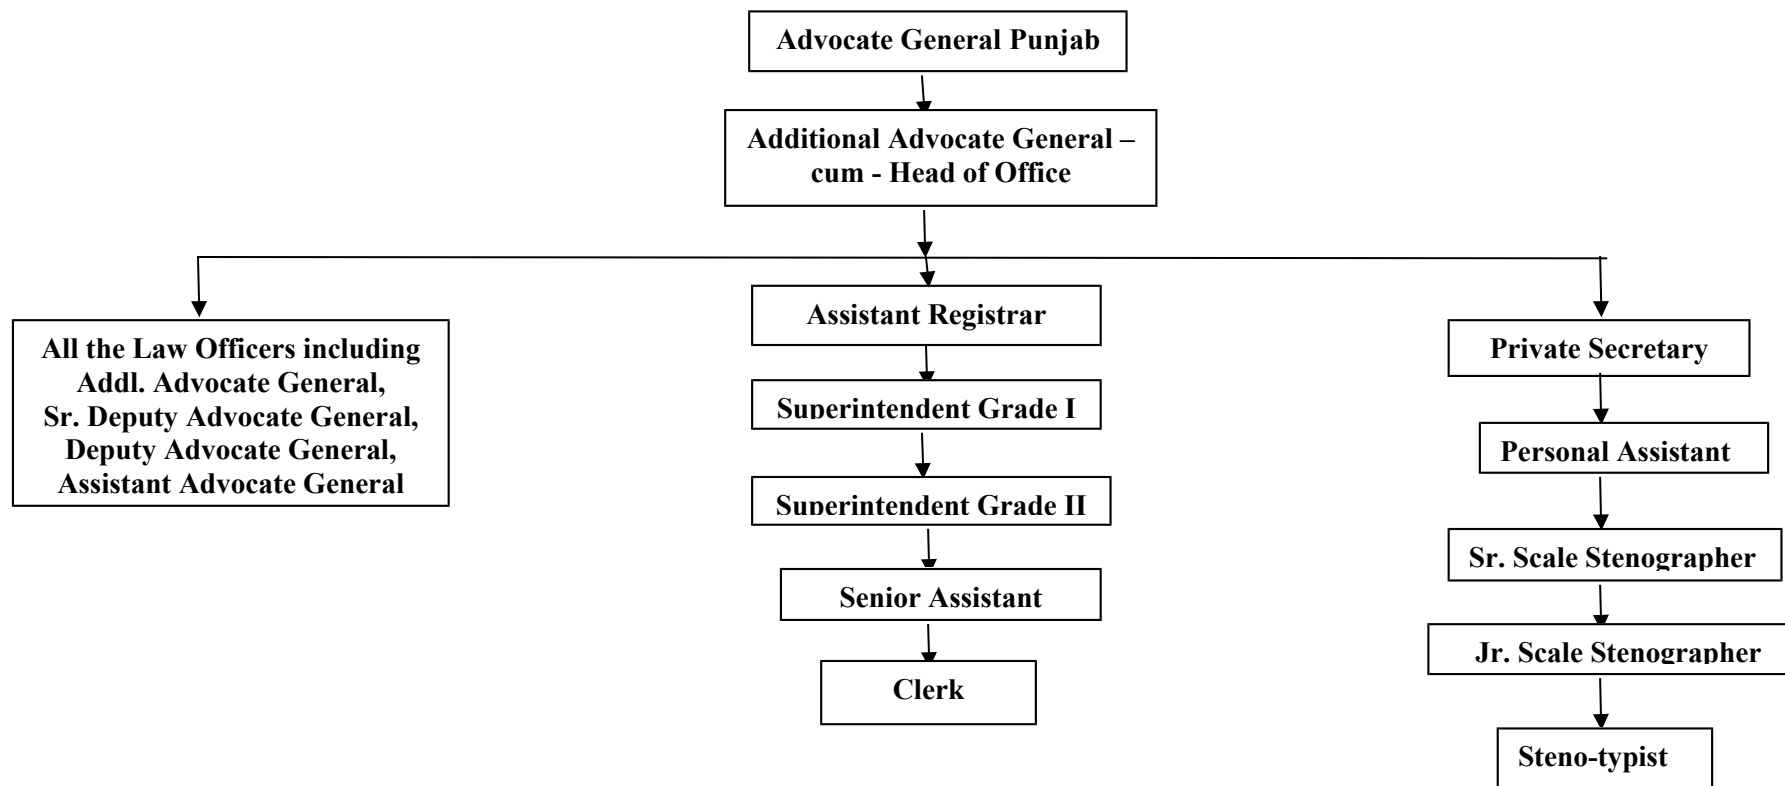 Advocate General Punjab
Additional Advocate General –
cum - Head of Office
All the Law Officers including
Addl. Advocate General,
Sr. Deputy Advocate General,
Deputy Advocate General,
Assistant Advocate General
Assistant Registrar
Superintendent Grade I
Superintendent Grade II
Senior Assistant
Clerk
Private Secretary
Personal Assistant
Sr. Scale Stenographer
Jr. Scale Stenographer
Steno-typist